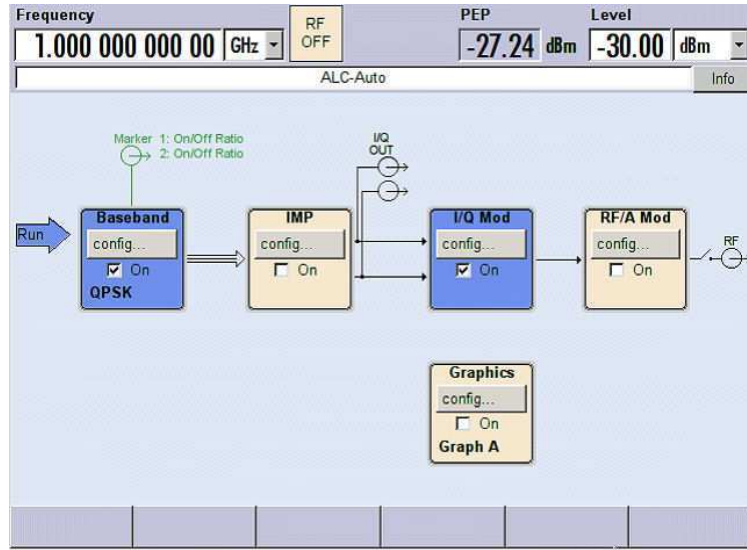 Frequency
RF OFF
PEP
Level
1.000 000 000 00 GHz
-27.24 dBm
-30.00 dBm
ALC-Auto
Info
Marker 1: On/Off Ratio
2: On/Off Ratio
I/Q
OUT
Run
Baseband
config...
On
QPSK
IMP
config...
On
I/Q Mod
config...
On
RF/A Mod
config...
On
RF
Graphics
config...
On
Graph A